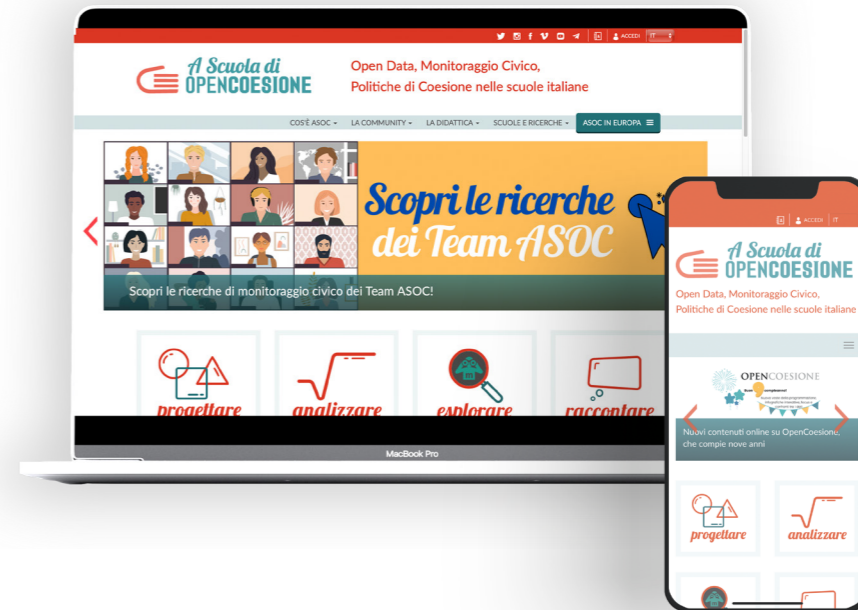 ACCEDI IT
A Scuola di
OPENCOESIONE
Open Data, Monitoraggio Civico,
Politiche di Coesione nelle scuole italiane
COS'È ASOC LA COMMUNITY LA DIDATTICA SCUOLE E RICERCHE ASOC IN EUROPA
Scopri le ricerche
dei Team ASOC
Scopri le ricerche di monitoraggio civico dei Team ASOC!
progettare analizzare esplorare raccontare
MacBook Pro
ACCEDI IT
A Scuola di
OPENCOESIONE
Open Data, Monitoraggio Civico,
Politiche di Coesione nelle scuole italiane
OPENCOESIONE
Nuovi contenuti online su OpenCoesione,
che compie nove anni
progettare analizzare